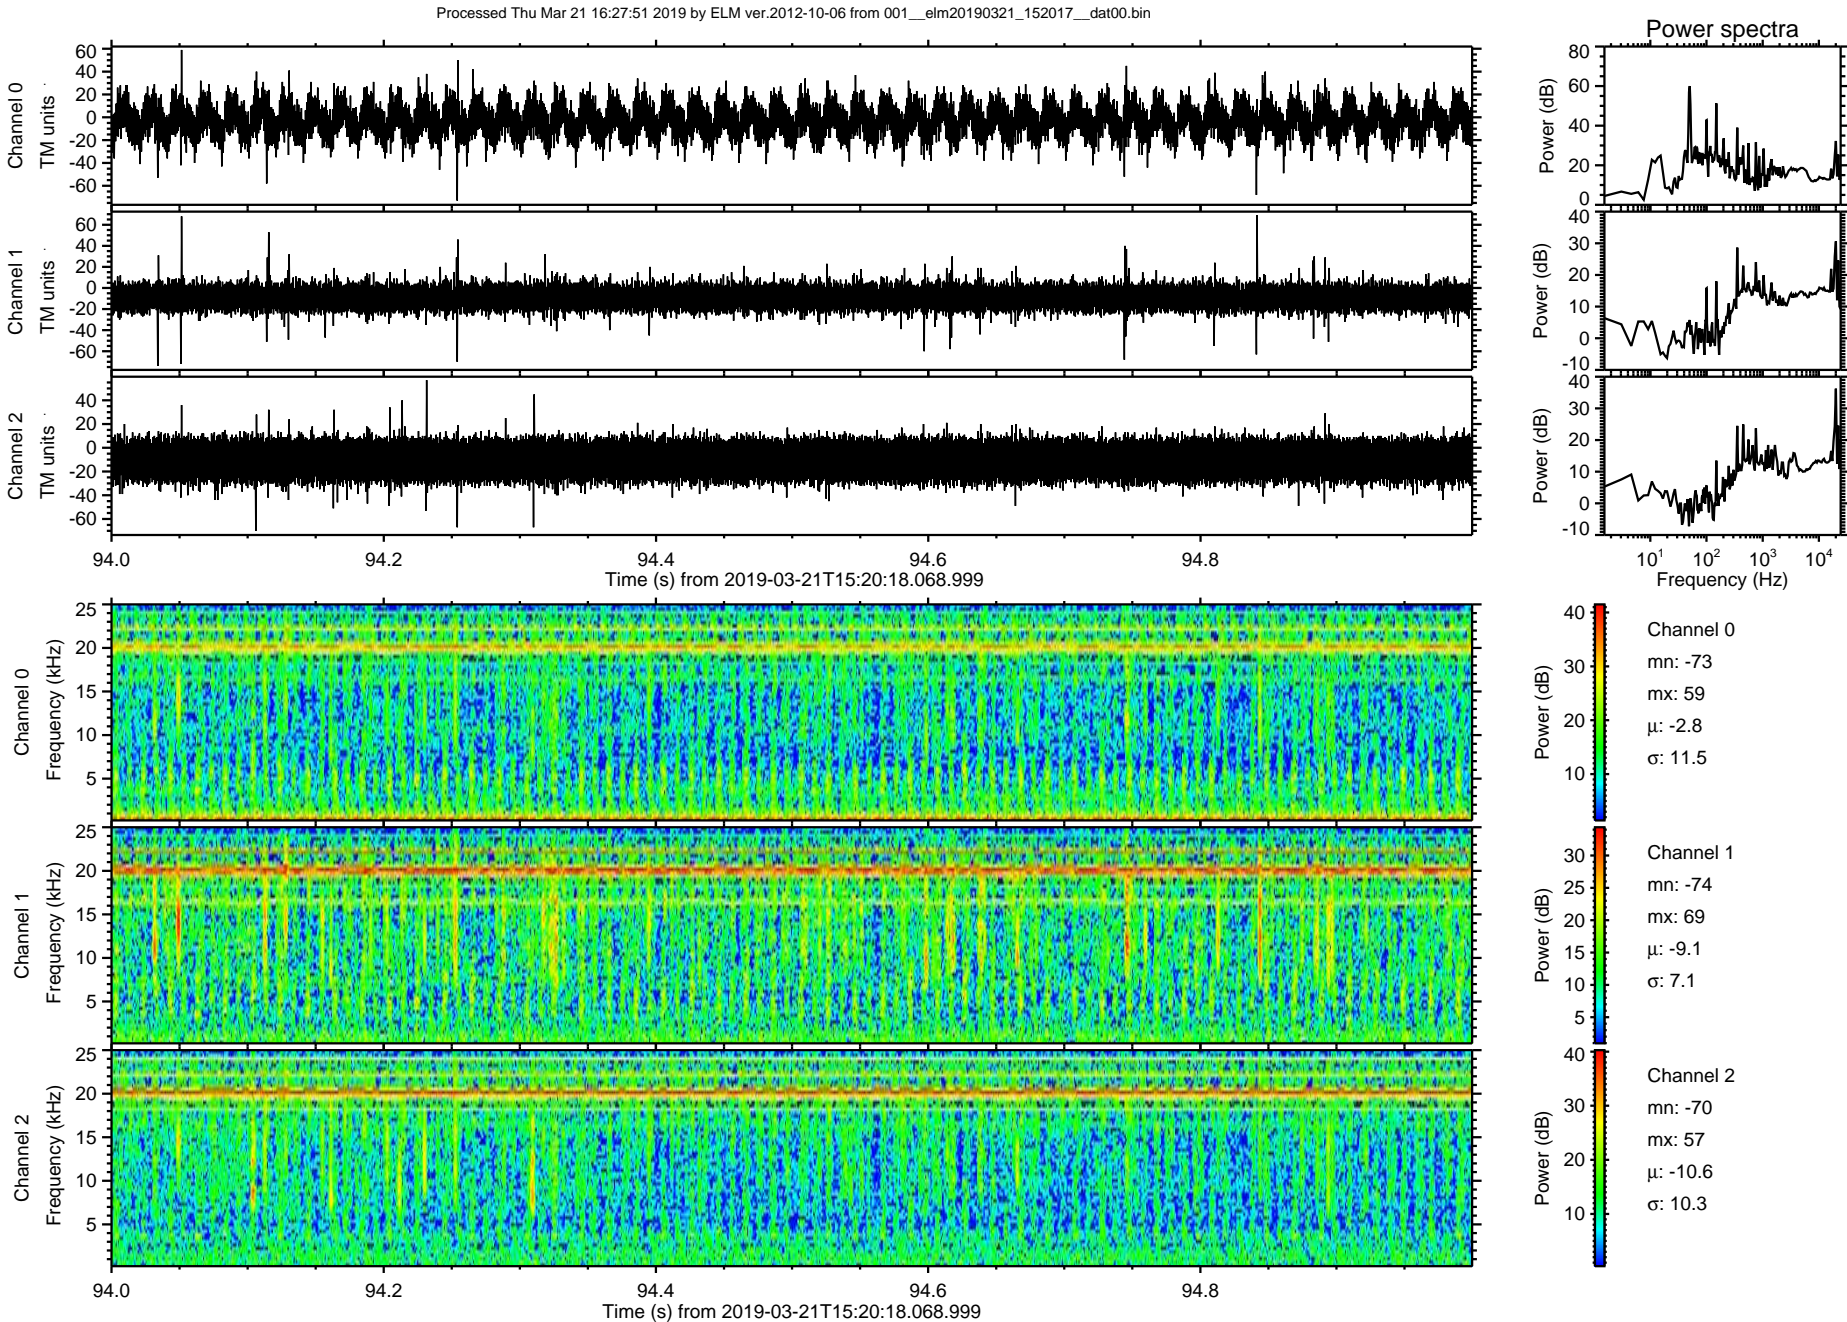 Processed Thu Mar 21 16:27:51 2019 by ELM ver.2012-10-06 from 001__elm20190321_152017__dat00.bin
Power spectra
Channel 0
TM units
60
40
20
0
-20
-40
-60
Power (dB)
80
60
40
20
0
Channel 1
TM units
60
40
20
0
-20
-40
-60
Power (dB)
40
30
20
10
0
-10
Channel 2
TM units
40
20
0
-20
-40
-60
Power (dB)
40
30
20
10
0
-10
94.0 94.2 94.4 94.6 94.8
Time (s) from 2019-03-21T15:20:18.068.999
10¹ 10² 10³ 10⁴
Frequency (Hz)
Channel 0
Frequency (kHz)
25
20
15
10
5
Power (dB)
40
30
20
10
Channel 0
mn: -73
mx: 59
μ: -2.8
σ: 11.5
Channel 1
Frequency (kHz)
25
20
15
10
5
Power (dB)
30
25
20
15
10
5
Channel 1
mn: -74
mx: 69
μ: -9.1
σ: 7.1
Channel 2
Frequency (kHz)
25
20
15
10
5
Power (dB)
40
30
20
10
Channel 2
mn: -70
mx: 57
μ: -10.6
σ: 10.3
94.0 94.2 94.4 94.6 94.8
Time (s) from 2019-03-21T15:20:18.068.999